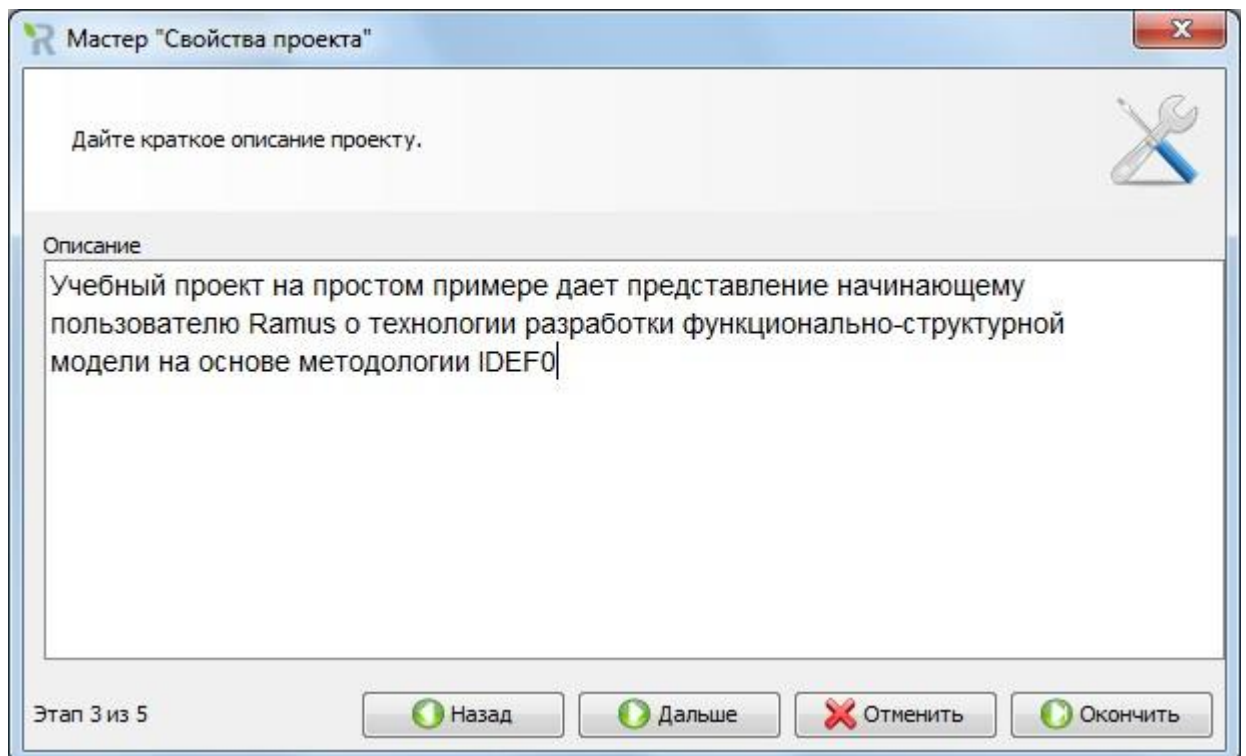 Мастер "Свойства проекта"
Дайте краткое описание проекту.
Описание
Учебный проект на простом примере дает представление начинающему
пользователю Ramus о технологии разработки функционально-структурной
модели на основе методологии IDEF0
Этап 3 из 5
Назад
Дальше
Отменить
Окончить